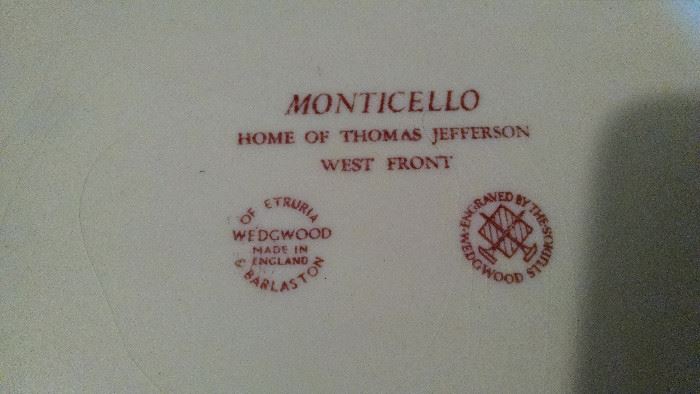 MONTICELLO
HOME OF THOMAS JEFFERSON
WEST FRONT
OF ETRURIA
WEDGWOOD
MADE IN
ENGLAND
& BARLASTON
ENGRAVED BY THE
WEDGWOOD STUDIO